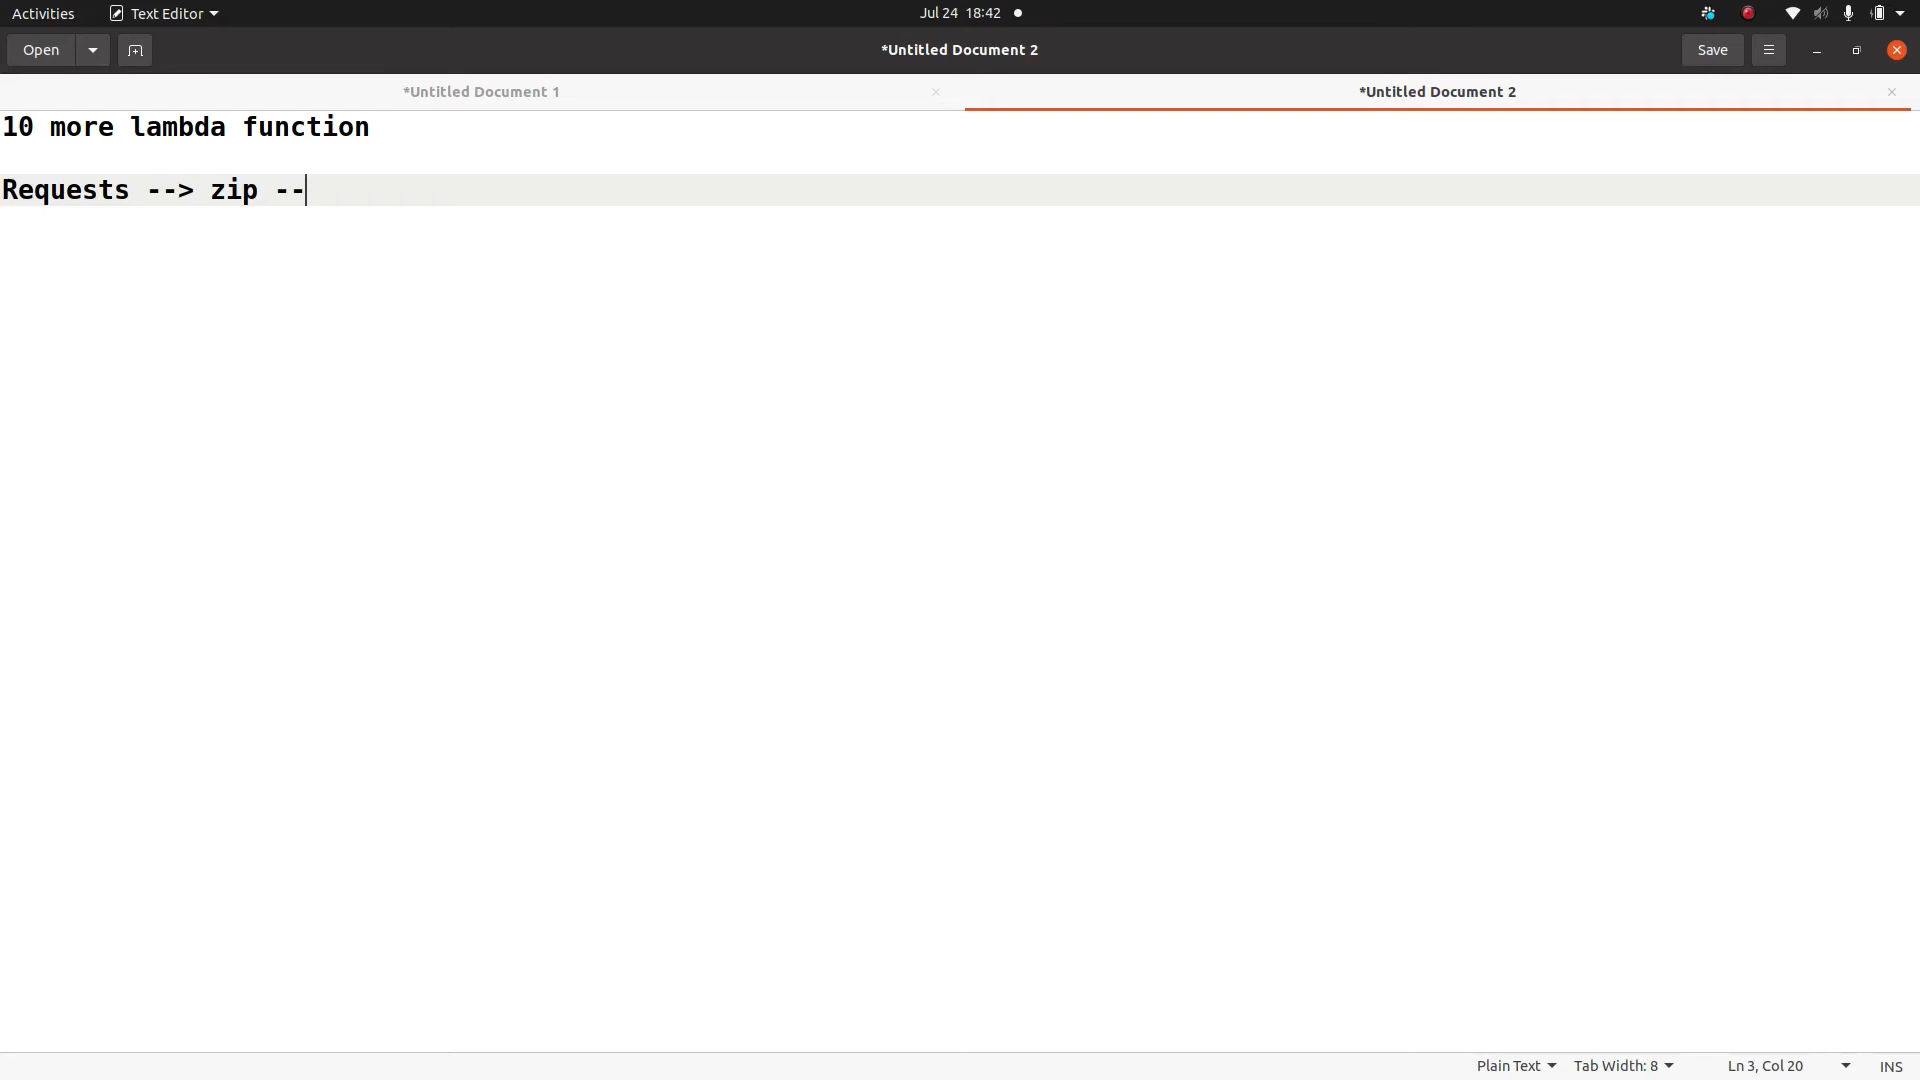 Activities Text Editor Jul 24 18:42
Open *Untitled Document 2 Save
*Untitled Document 1 *Untitled Document 2
10 more lambda function
Requests --> zip --
Plain Text Tab Width: 8 Ln 3, Col 20 INS